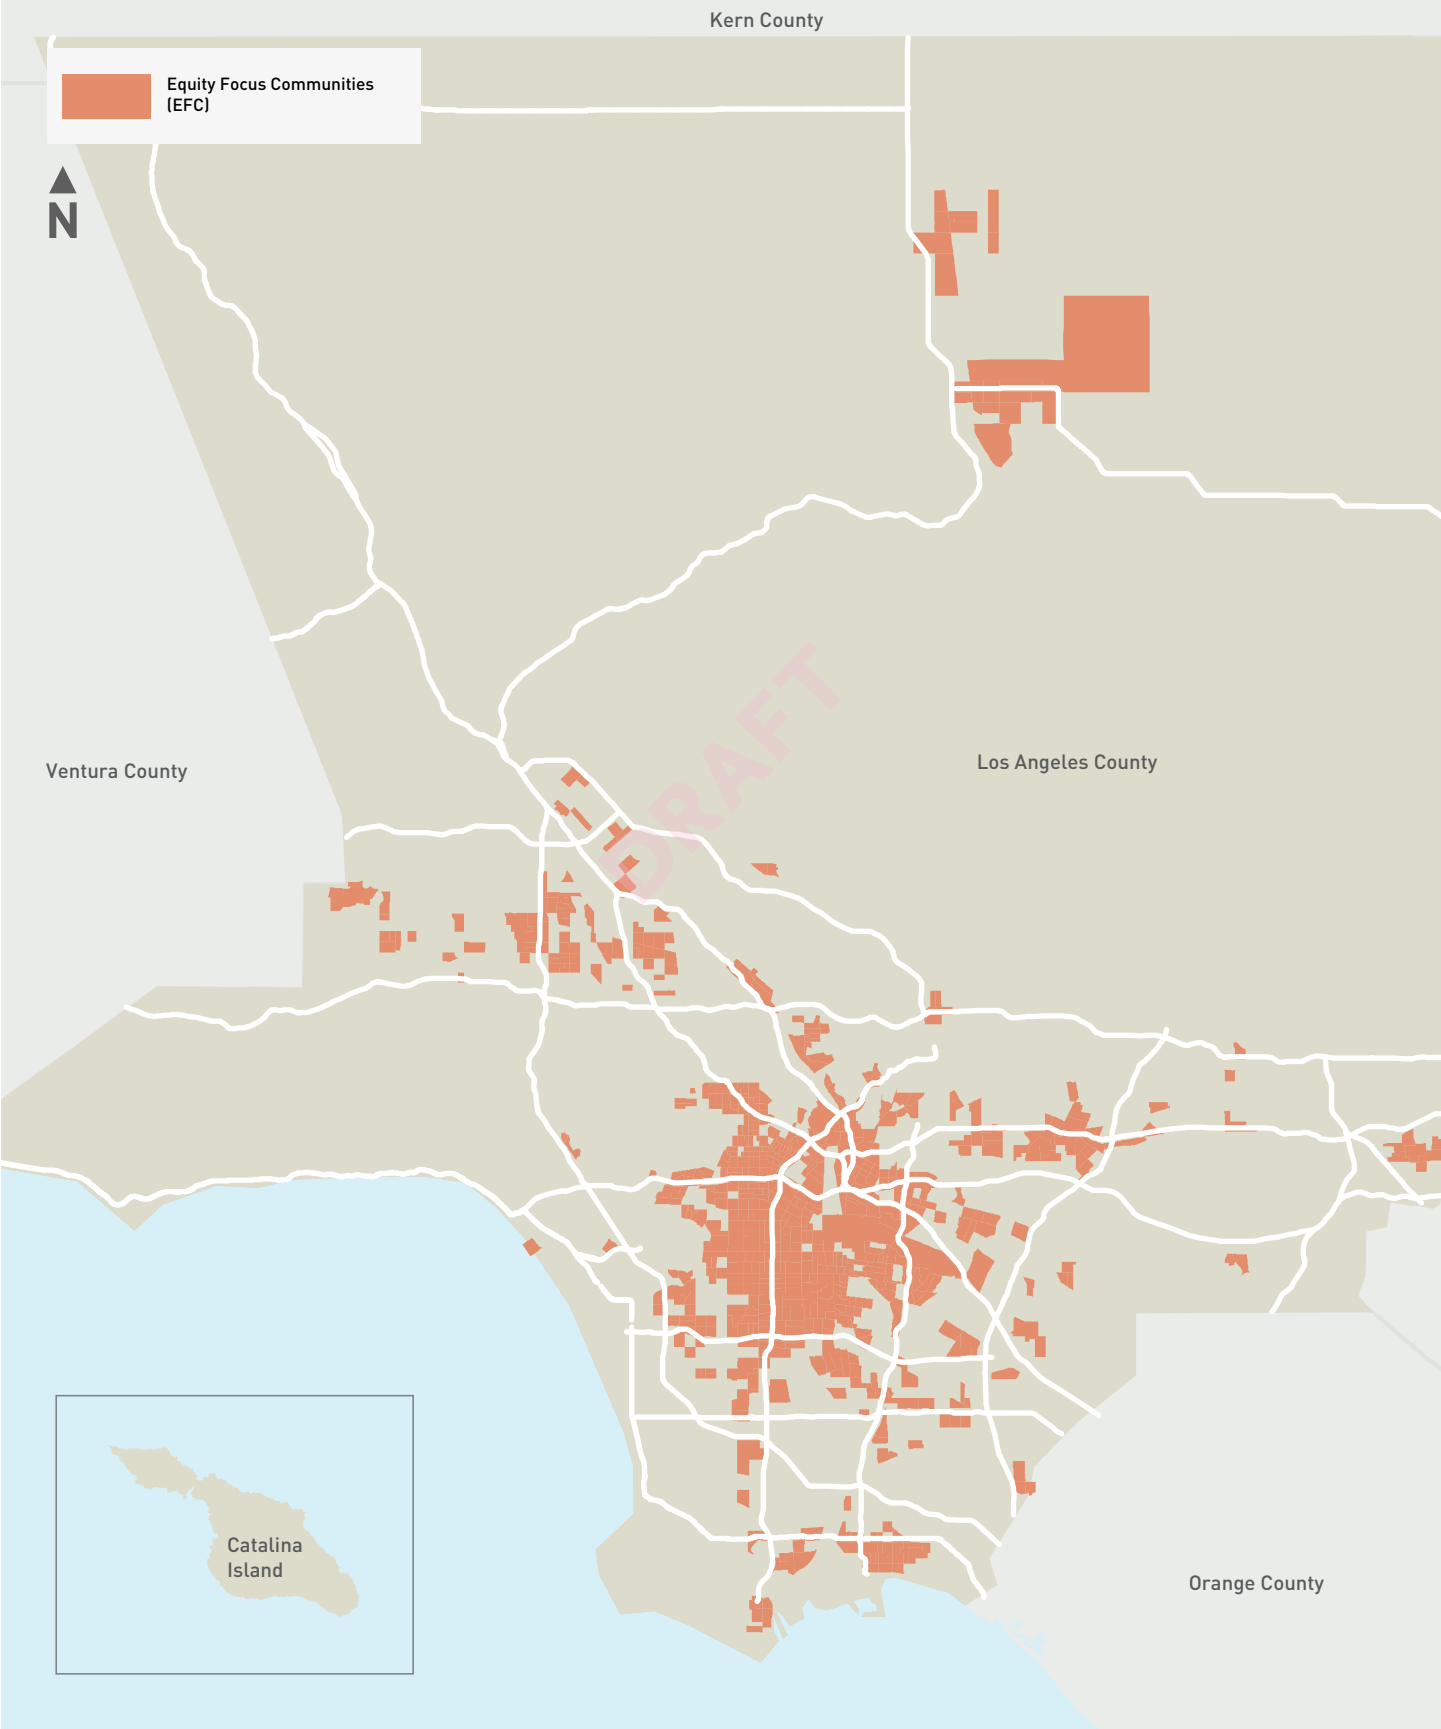 Kern County
Equity Focus Communities
(EFC)
N
DRAFT
Los Angeles County
Ventura County
Catalina
Island
Orange County